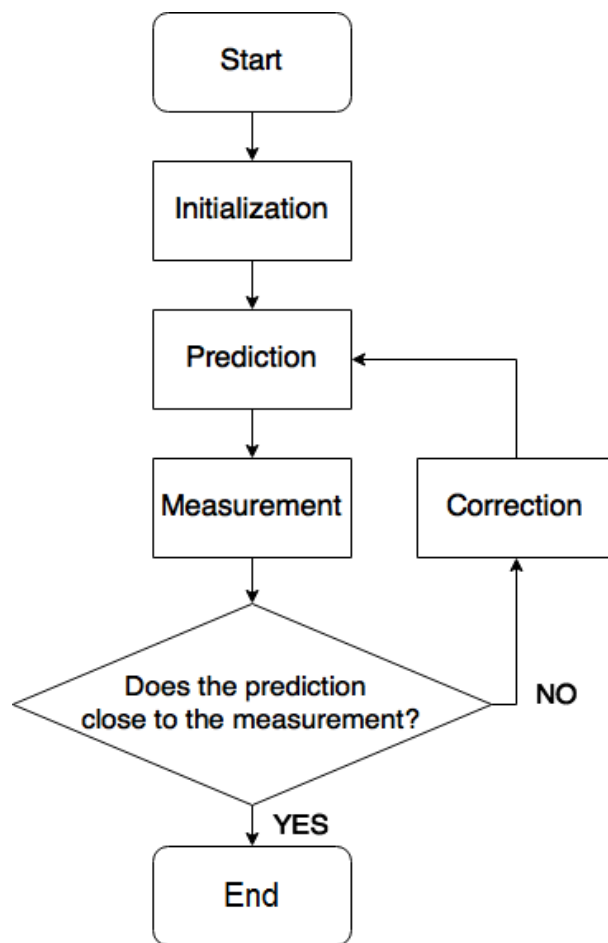 Start
Initialization
Prediction
Measurement
Correction
Does the prediction
close to the measurement?
NO
YES
End